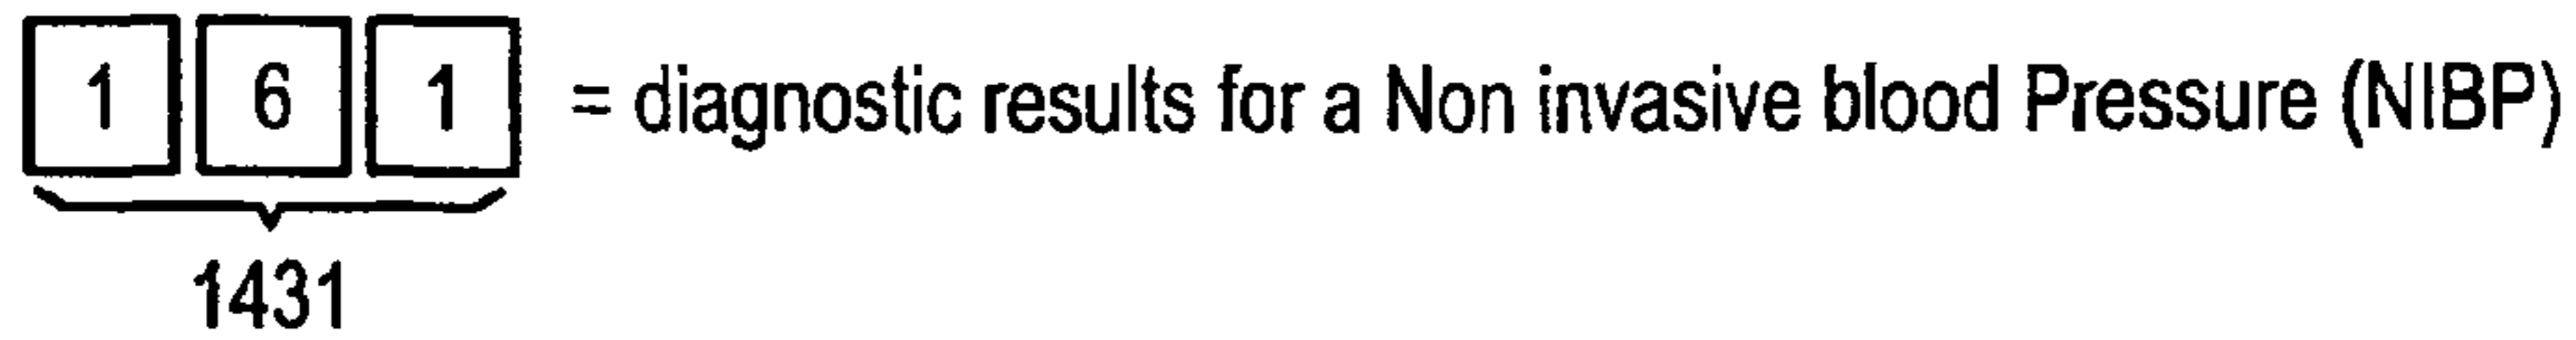 1 6 1 = diagnostic results for a Non invasive blood Pressure (NIBP)
1431